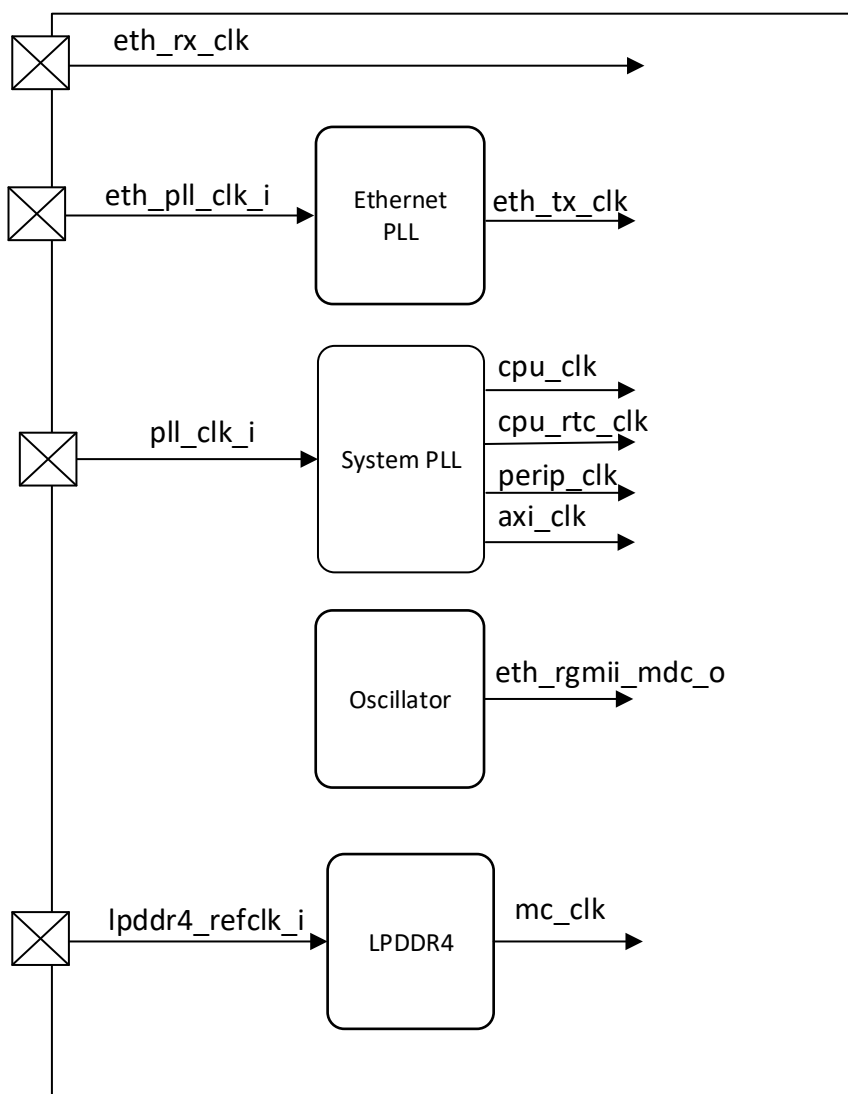 eth_rx_clk
eth_pll_clk_i
Ethernet
PLL
eth_tx_clk
pll_clk_i
System PLL
cpu_clk
cpu_rtc_clk
perip_clk
axi_clk
Oscillator
eth_rgmii_mdc_o
lpddr4_refclk_i
LPDDR4
mc_clk